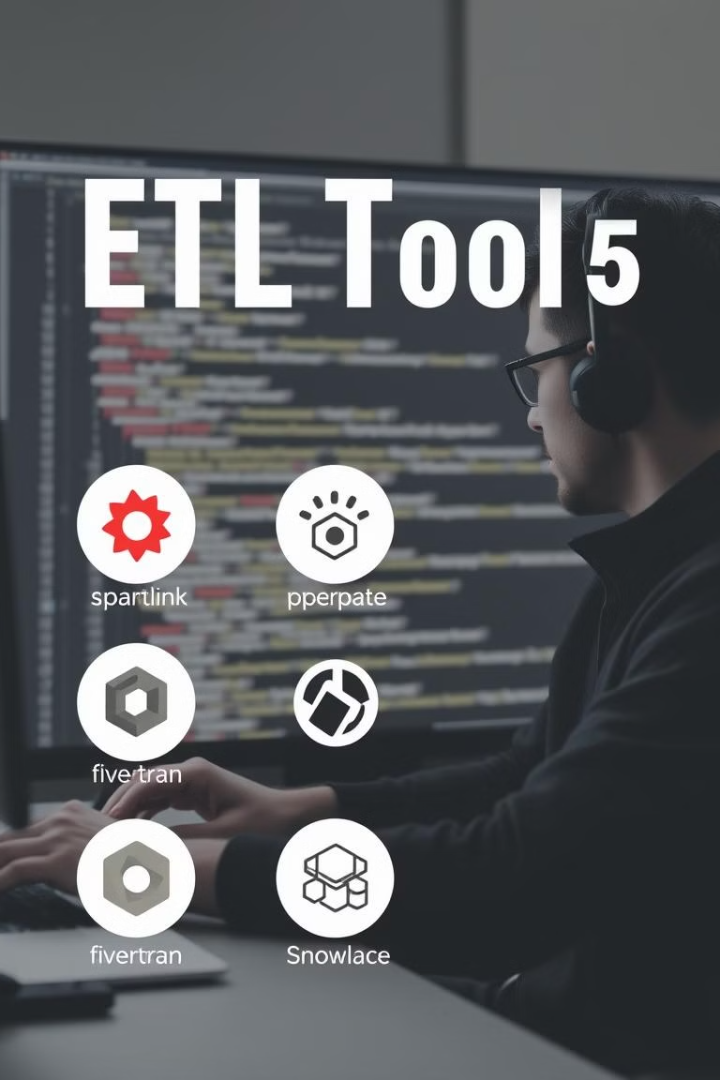 ETL Tool5
spartlink
pperpate
fivertran
fivertran
Snowlace